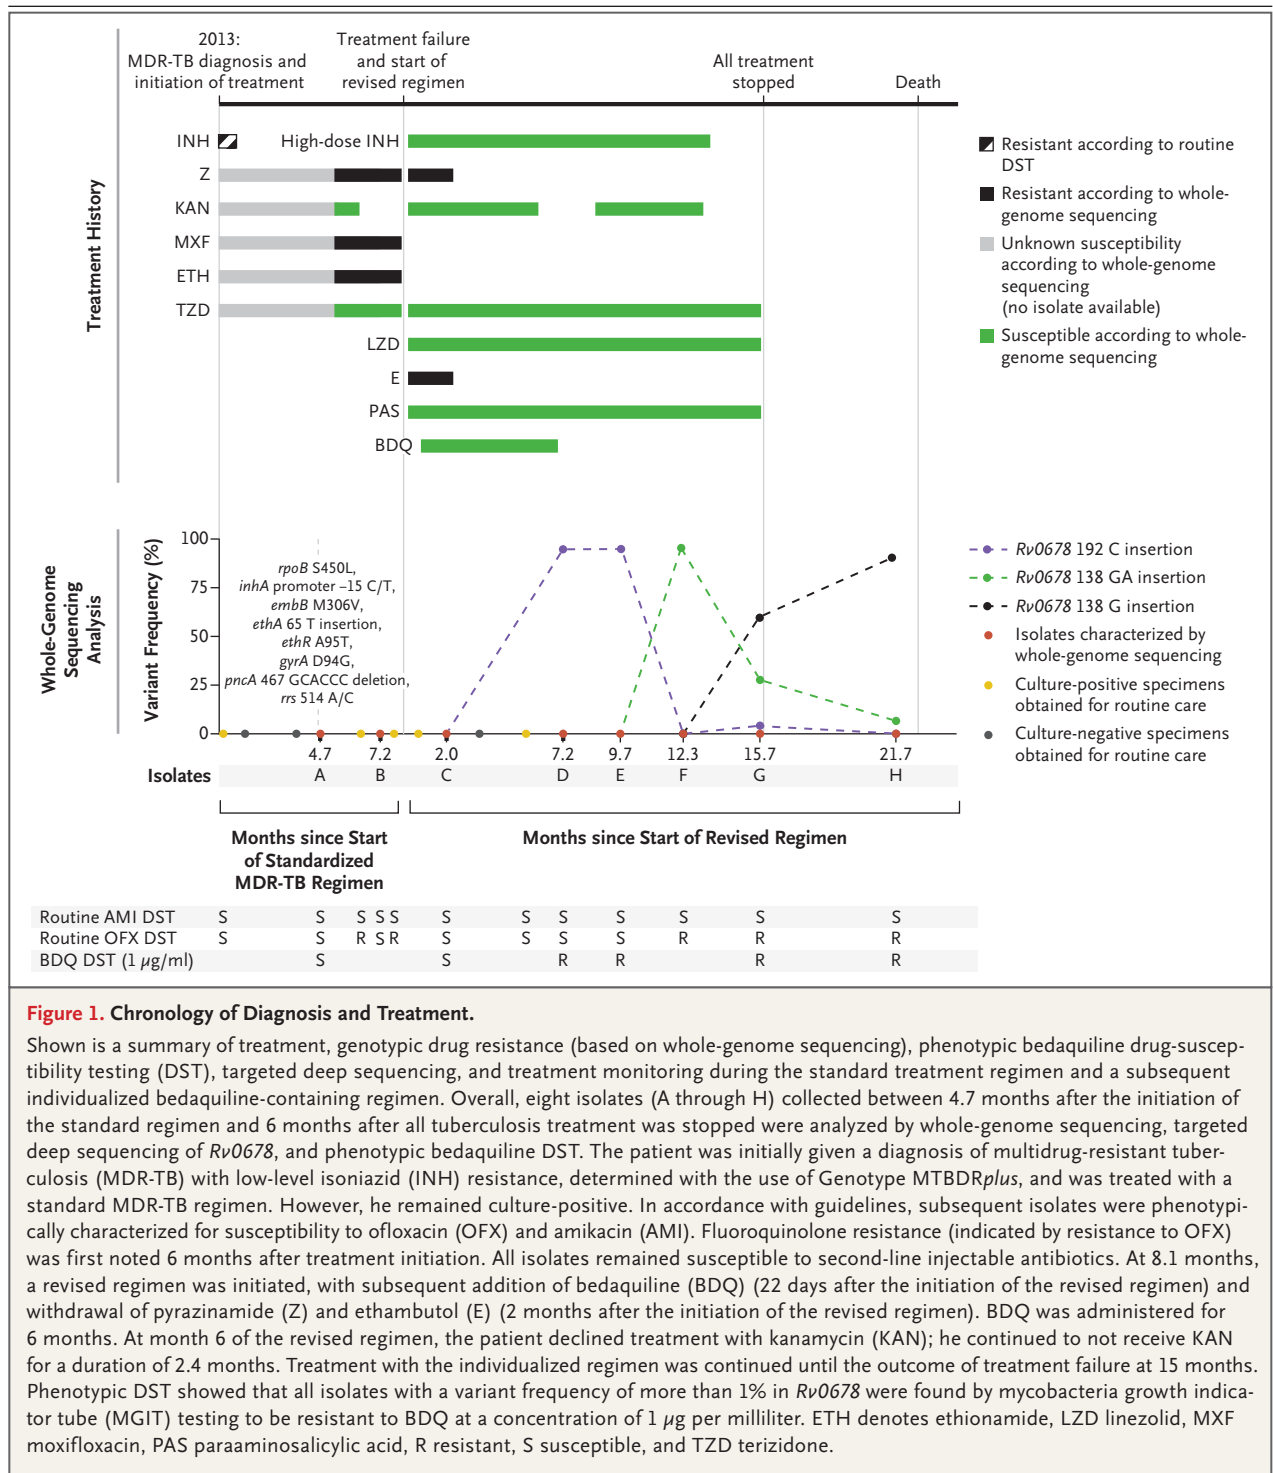 2013:
MDR-TB diagnosis and
initiation of treatment
Treatment failure
and start of
revised regimen
All treatment
stopped
Death
Treatment History
INH
High-dose INH
Z
KAN
MXF
ETH
TZD
LZD
E
PAS
BDQ
Resistant according to routine
DST
Resistant according to whole-
genome sequencing
Unknown susceptibility
according to whole-genome
sequencing
(no isolate available)
Susceptible according to whole-
genome sequencing
Whole-Genome
Sequencing
Analysis
Variant Frequency (%)
100
75
50
25
0
rpoB S450L,
inhA promoter –15 C/T,
embB M306V,
ethA 65 T insertion,
ethR A95T,
gyrA D94G,
pncA 467 GCACCC deletion,
rrs 514 A/C
Rv0678 192 C insertion
Rv0678 138 GA insertion
Rv0678 138 G insertion
Isolates characterized by
whole-genome sequencing
Culture-positive specimens
obtained for routine care
Culture-negative specimens
obtained for routine care
4.7 7.2 2.0 7.2 9.7 12.3 15.7 21.7
Isolates A B C D E F G H
Months since Start
of Standardized
MDR-TB Regimen
Months since Start of Revised Regimen
Routine AMI DST S S S S S S S S S S S S
Routine OFX DST S S R S R S S S S R R R
BDQ DST (1 µg/ml) S S R R R R
Figure 1. Chronology of Diagnosis and Treatment.
Shown is a summary of treatment, genotypic drug resistance (based on whole-genome sequencing), phenotypic bedaquiline drug-suscep-
tibility testing (DST), targeted deep sequencing, and treatment monitoring during the standard treatment regimen and a subsequent
individualized bedaquiline-containing regimen. Overall, eight isolates (A through H) collected between 4.7 months after the initiation of
the standard regimen and 6 months after all tuberculosis treatment was stopped were analyzed by whole-genome sequencing, targeted
deep sequencing of Rv0678, and phenotypic bedaquiline DST. The patient was initially given a diagnosis of multidrug-resistant tuber-
culosis (MDR-TB) with low-level isoniazid (INH) resistance, determined with the use of Genotype MTBDRplus, and was treated with a
standard MDR-TB regimen. However, he remained culture-positive. In accordance with guidelines, subsequent isolates were phenotypi-
cally characterized for susceptibility to ofloxacin (OFX) and amikacin (AMI). Fluoroquinolone resistance (indicated by resistance to OFX)
was first noted 6 months after treatment initiation. All isolates remained susceptible to second-line injectable antibiotics. At 8.1 months,
a revised regimen was initiated, with subsequent addition of bedaquiline (BDQ) (22 days after the initiation of the revised regimen) and
withdrawal of pyrazinamide (Z) and ethambutol (E) (2 months after the initiation of the revised regimen). BDQ was administered for
6 months. At month 6 of the revised regimen, the patient declined treatment with kanamycin (KAN); he continued to not receive KAN
for a duration of 2.4 months. Treatment with the individualized regimen was continued until the outcome of treatment failure at 15 months.
Phenotypic DST showed that all isolates with a variant frequency of more than 1% in Rv0678 were found by mycobacteria growth indica-
tor tube (MGIT) testing to be resistant to BDQ at a concentration of 1 µg per milliliter. ETH denotes ethionamide, LZD linezolid, MXF
moxifloxacin, PAS paraaminosalicylic acid, R resistant, S susceptible, and TZD terizidone.